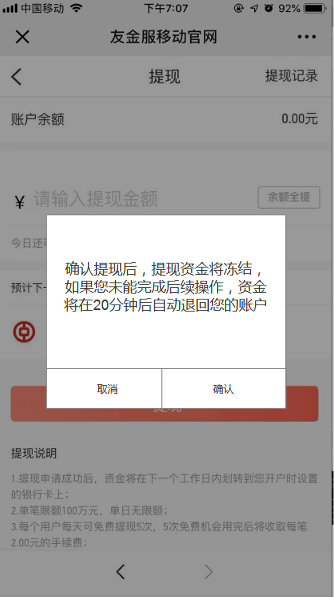 中国移动 下午7:07 92%
友金服移动官网
提现 提现记录
账户余额 0.00元
¥ 请输入提现金额 余额全提
今日还可
确认提现后，提现资金将冻结，
如果您未能完成后续操作，资金
将在20分钟后自动退回您的账户
预计下一
取消 确认
提现说明
1.提现申请成功后，资金将在下一个工作日内划转到您开户时设置
的银行卡上；
2.单笔限额100万元，单日无限额；
3.每个用户每天可免费提现5次，5次免费机会用完后将收取每笔
2.00元的手续费；